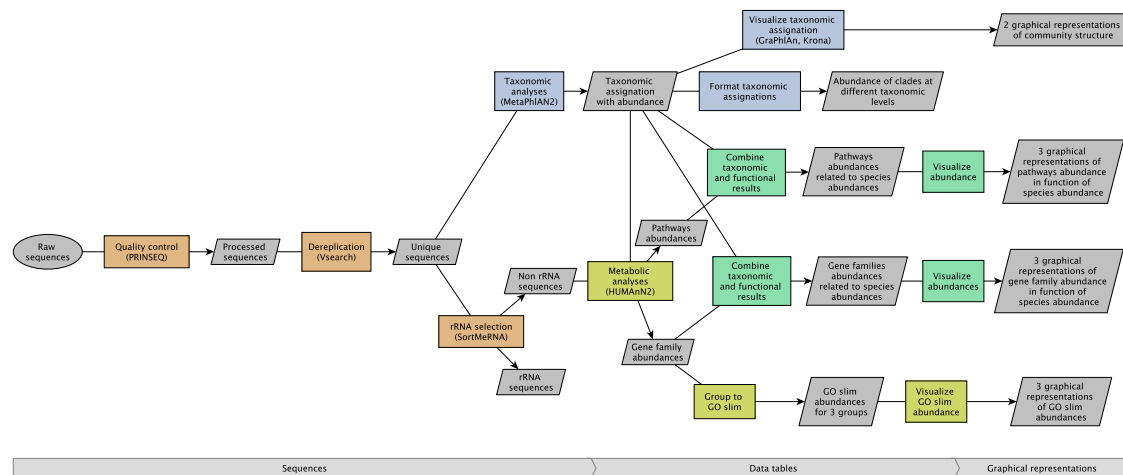 Visualize taxonomic
assignation
(GraPhlAn, Krona)
2 graphical representations
of community structure
Taxonomic
analyses
(MetaPhlAN2)
Taxonomic
assignation
with abundance
Format taxonomic
assignations
Abundance of clades at
different taxonomic
levels
Combine
taxonomic
and functional
results
Pathways
abundances
related to species
abundances
Visualize
abundance
3 graphical
representations of
pathways abundance
in function of
species abundance
Raw
sequences
Quality control
(PRINSEQ)
Processed
sequences
Dereplication
(Vsearch)
Unique
sequences
Pathways
abundances
Non rRNA
sequences
Metabolic
analyses
(HUMAnN2)
Combine
taxonomic
and functional
results
Gene families
abundances
related to species
abundances
Visualize
abundances
3 graphical
representations of
gene family abundance
in function of
species abundance
rRNA selection
(SortMeRNA)
Gene family
abundances
rRNA
sequences
Group to
GO slim
GO slim
abundances
for 3 groups
Visualize
GO slim
abundance
3 graphical
representations
of GO slim
abundances
Sequences
Data tables
Graphical representations